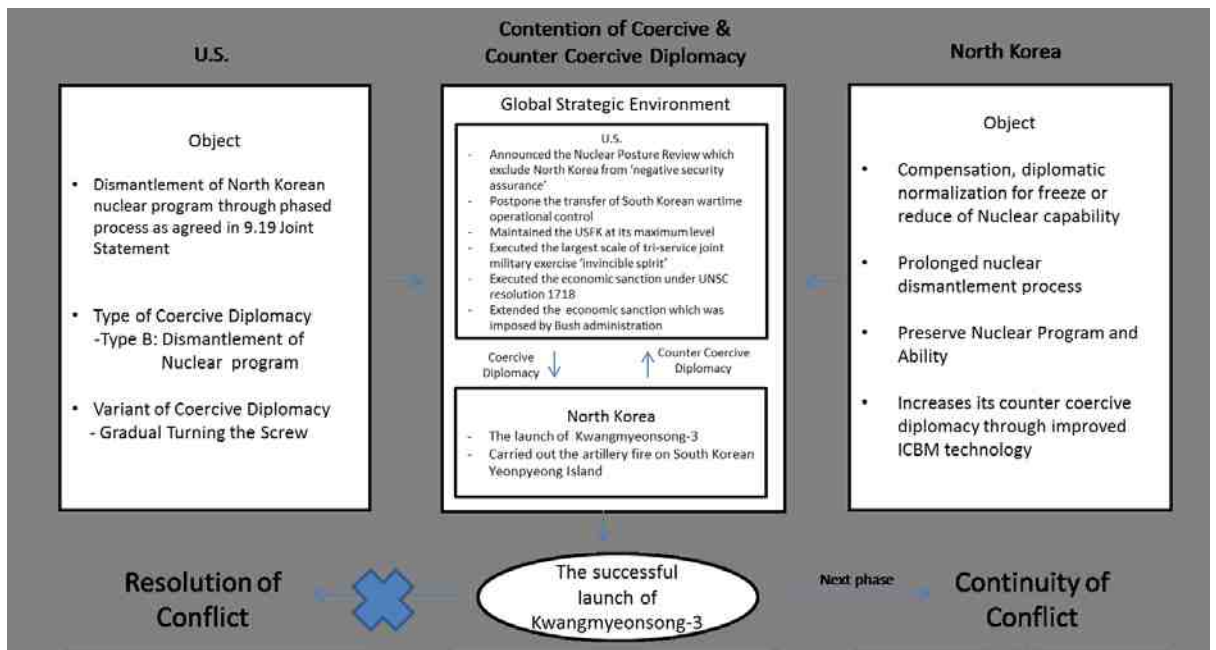 U.S.
Contention of Coercive &
Counter Coercive Diplomacy
North Korea
Object
• Dismantlement of North Korean
nuclear program through phased
process as agreed in 9.19 Joint
Statement
• Type of Coercive Diplomacy
-Type B: Dismantlement of
Nuclear program
• Variant of Coercive Diplomacy
- Gradual Turning the Screw
Global Strategic Environment
U.S.
- Announced the Nuclear Posture Review which
exclude North Korea from 'negative security
assurance'
- Postpone the transfer of South Korean wartime
operational control
- Maintained the USFK at its maximum level
- Executed the largest scale of tri-service joint
military exercise 'invincible spirit'
- Executed the economic sanction under UNSC
resolution 1718
- Extended the economic sanction which was
imposed by Bush administration
Coercive
Diplomacy
Counter Coercive
Diplomacy
North Korea
- The launch of Kwangmyeonsong-3
- Carried out the artillery fire on South Korean
Yeonpyeong Island
Object
• Compensation, diplomatic
normalization for freeze or
reduce of Nuclear capability
• Prolonged nuclear
dismantlement process
• Preserve Nuclear Program and
Ability
• Increases its counter coercive
diplomacy through improved
ICBM technology
Resolution of
Conflict
The successful
launch of
Kwangmyeonsong-3
Next phase
Continuity of
Conflict